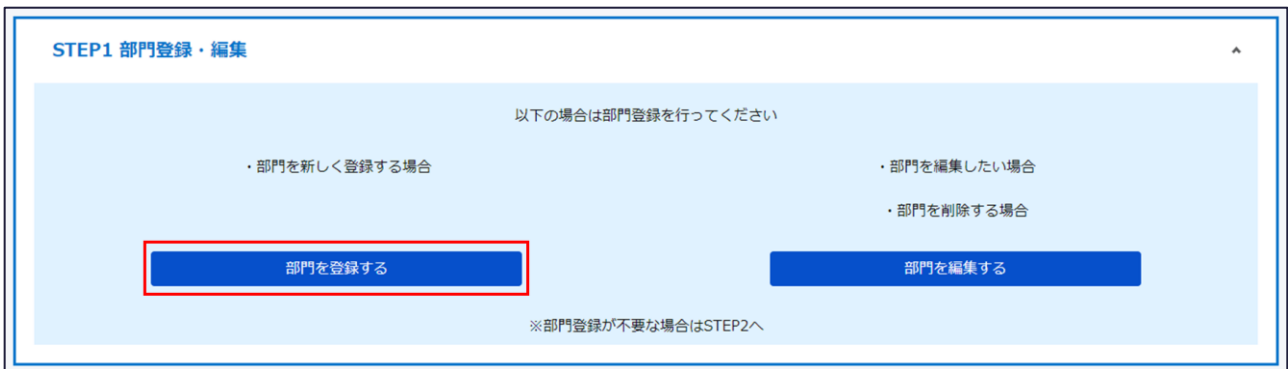 STEP1 部門登録・編集
以下の場合は部門登録を行ってください
・部門を新しく登録する場合
・部門を編集したい場合
・部門を削除する場合
部門を登録する
部門を編集する
※部門登録が不要な場合はSTEP2へ